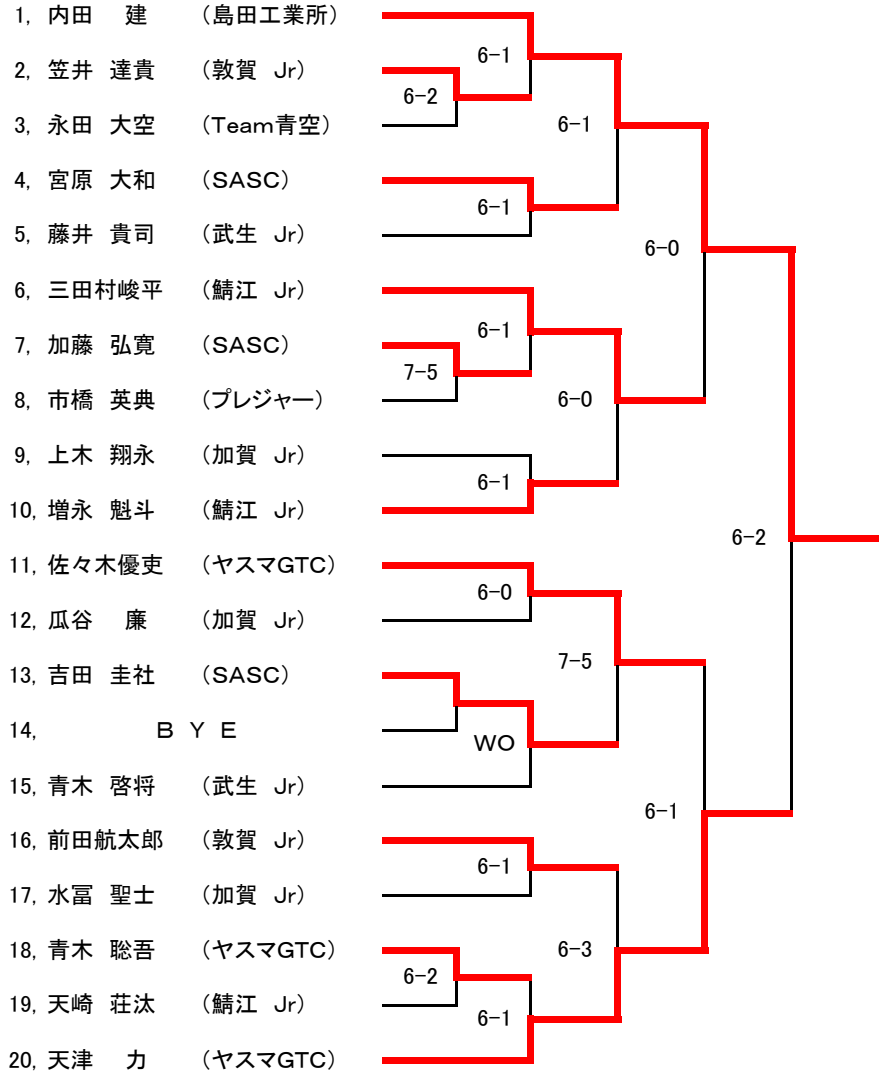 1, 内田　建　（島田工業所）
6-1
2, 笠井 達貴　（敦賀 Jr）
6-2
3, 永田 大空　（Team青空）
6-1
4, 宮原 大和　（SASC）
6-1
5, 藤井 貴司　（武生 Jr）
6-0
6, 三田村峻平　（鯖江 Jr）
6-1
7, 加藤 弘寛　（SASC）
7-5
8, 市橋 英典　（プレジャー）
6-0
9, 上木 翔永　（加賀 Jr）
6-1
10, 増永 魁斗　（鯖江 Jr）
6-2
11, 佐々木優吏　（ヤスマGTC）
6-0
12, 瓜谷　廉　（加賀 Jr）
7-5
13, 吉田 圭社　（SASC）
14, B Y E
WO
15, 青木 啓将　（武生 Jr）
6-1
16, 前田航太郎　（敦賀 Jr）
6-1
17, 水冨 聖士　（加賀 Jr）
18, 青木 聡吾　（ヤスマGTC）
6-3
6-2
19, 天崎 荘汰　（鯖江 Jr）
6-1
20, 天津　力　（ヤスマGTC）